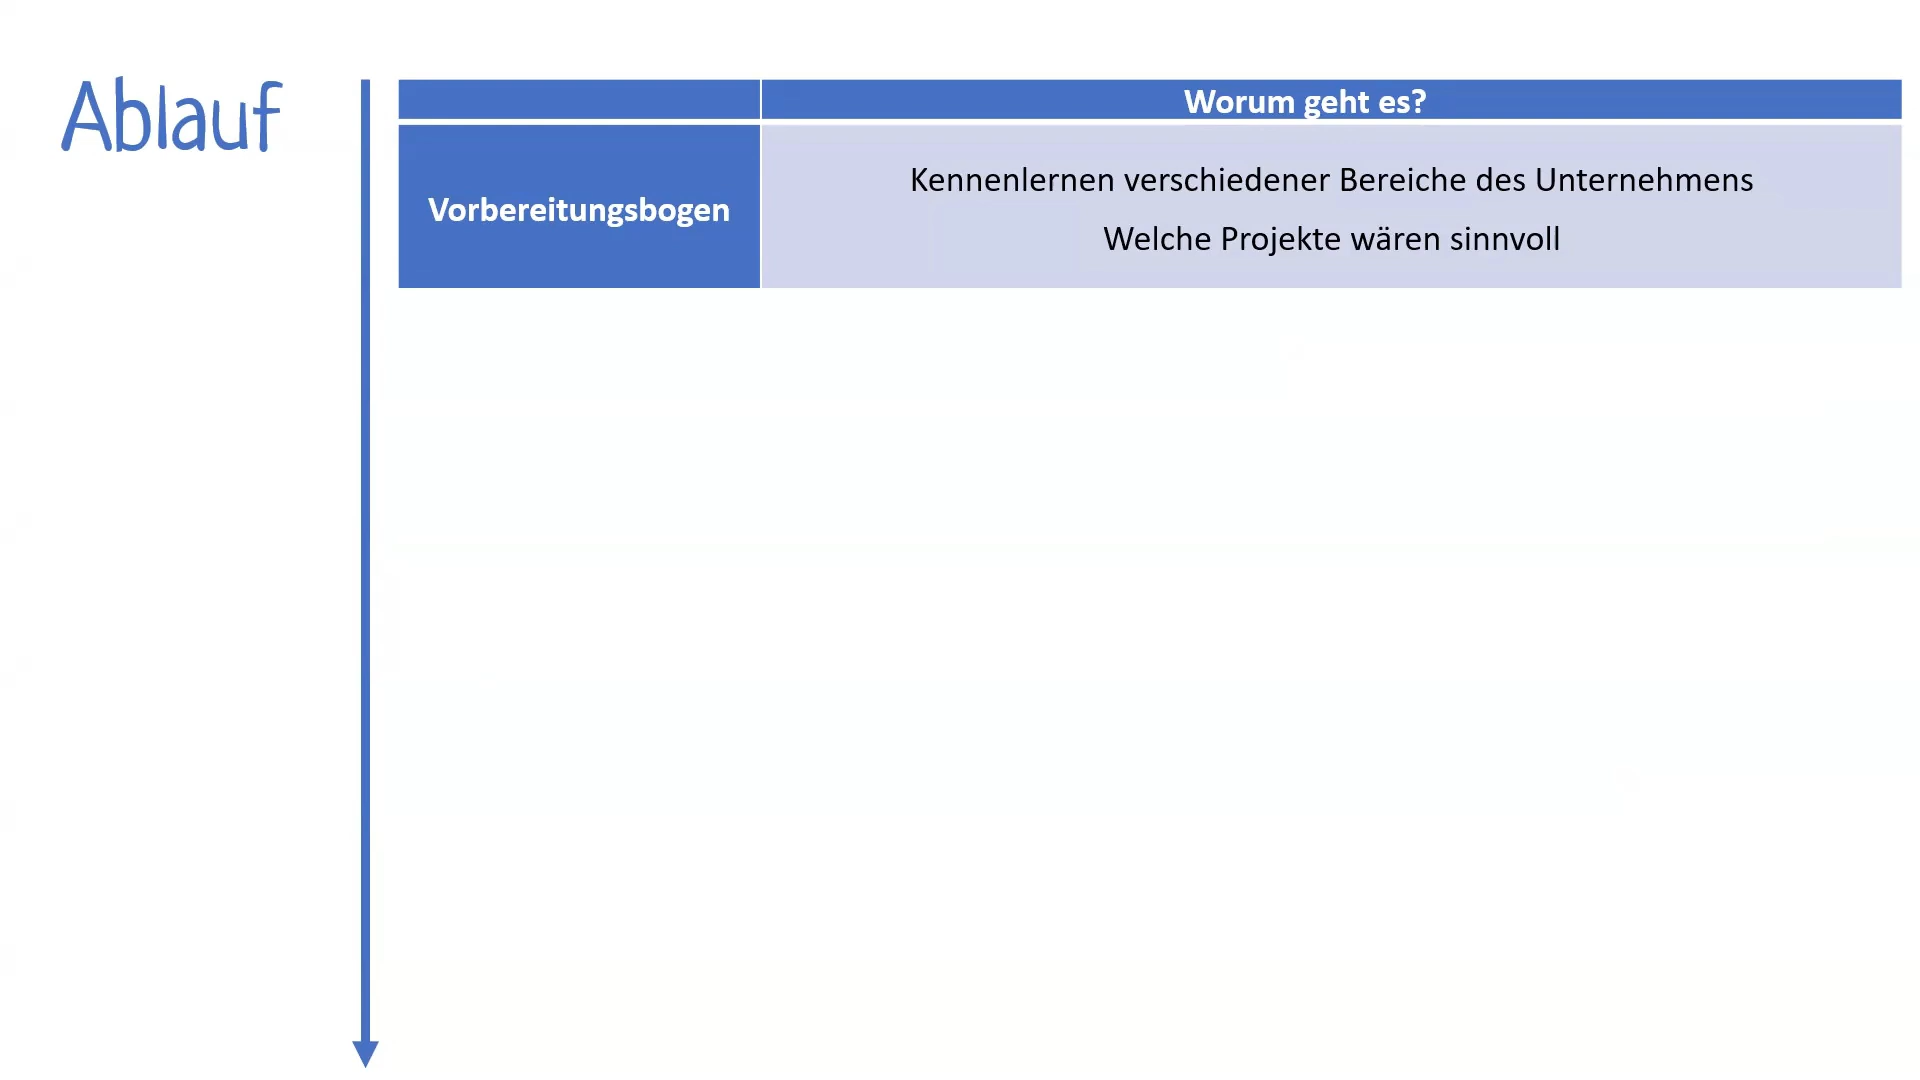 Ablauf
Worum geht es?
Vorbereitungsbogen
Kennenlernen verschiedener Bereiche des Unternehmens
Welche Projekte wären sinnvoll